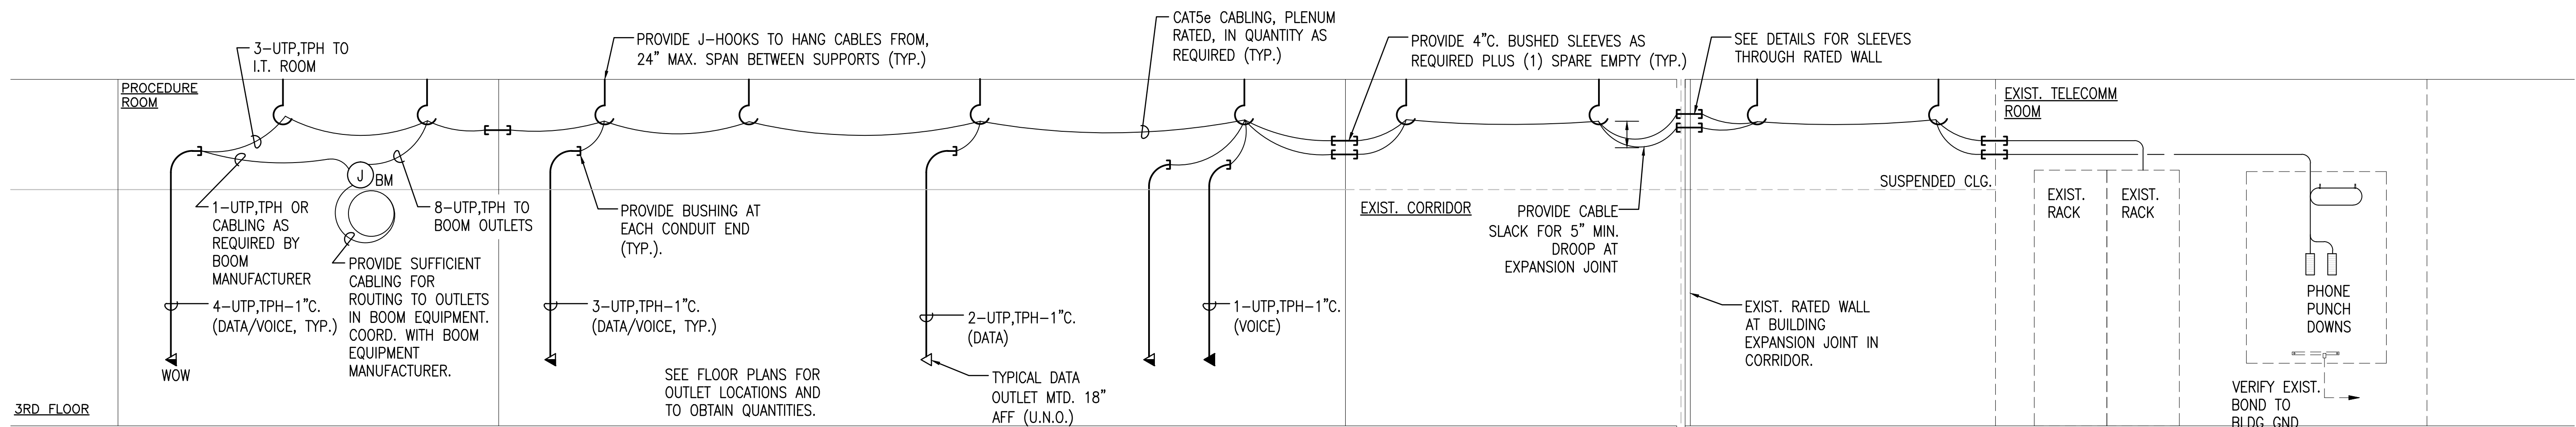 PROCEDURE
ROOM
3-UTP,TPH TO
I.T. ROOM
PROVIDE J-HOOKS TO HANG CABLES FROM,
24" MAX. SPAN BETWEEN SUPPORTS (TYP.)
CAT5e CABLING, PLENUM
RATED, IN QUANTITY AS
REQUIRED (TYP.)
PROVIDE 4"C. BUSHED SLEEVES AS
REQUIRED PLUS (1) SPARE EMPTY (TYP.)
SEE DETAILS FOR SLEEVES
THROUGH RATED WALL
EXIST. TELECOMM
ROOM
J
BM
1-UTP,TPH OR
CABLING AS
REQUIRED BY
BOOM
MANUFACTURER
8-UTP,TPH TO
BOOM OUTLETS
PROVIDE SUFFICIENT
CABLING FOR
ROUTING TO OUTLETS
IN BOOM EQUIPMENT.
COORD. WITH BOOM
EQUIPMENT
MANUFACTURER.
4-UTP,TPH-1"C.
(DATA/VOICE, TYP.)
WOW
PROVIDE BUSHING AT
EACH CONDUIT END
(TYP.).
3-UTP,TPH-1"C.
(DATA/VOICE, TYP.)
SEE FLOOR PLANS FOR
OUTLET LOCATIONS AND
TO OBTAIN QUANTITIES.
2-UTP,TPH-1"C.
(DATA)
TYPICAL DATA
OUTLET MTD. 18"
AFF (U.N.O.)
1-UTP,TPH-1"C.
(VOICE)
EXIST. CORRIDOR
PROVIDE CABLE
SLACK FOR 5" MIN.
DROOP AT
EXPANSION JOINT
SUSPENDED CLG.
EXIST. RATED WALL
AT BUILDING
EXPANSION JOINT IN
CORRIDOR.
EXIST.
RACK
EXIST.
RACK
PHONE
PUNCH
DOWNS
VERIFY EXIST.
BOND TO
BLDG GND
3RD FLOOR